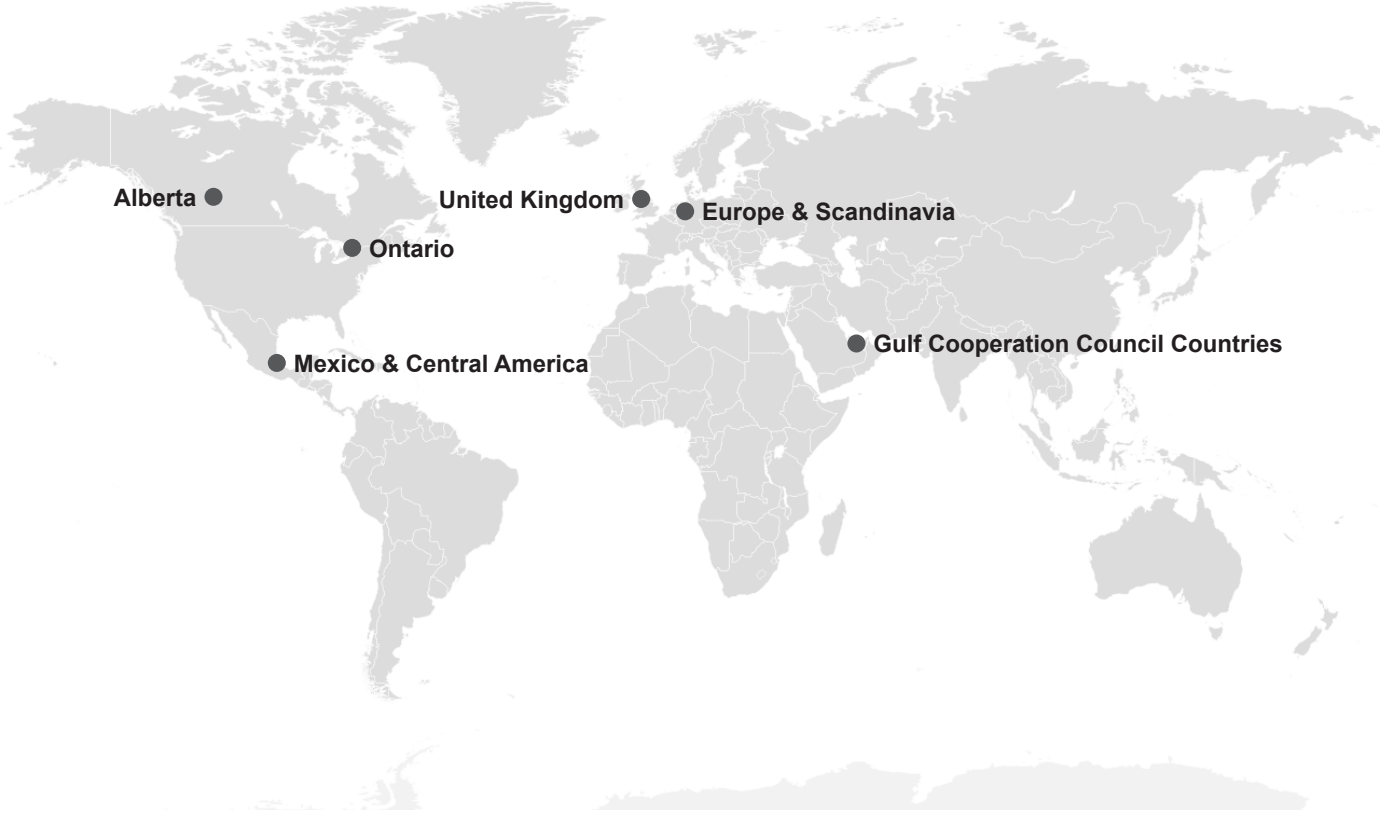 Alberta
United Kingdom
Europe & Scandinavia
Ontario
Gulf Cooperation Council Countries
Mexico & Central America